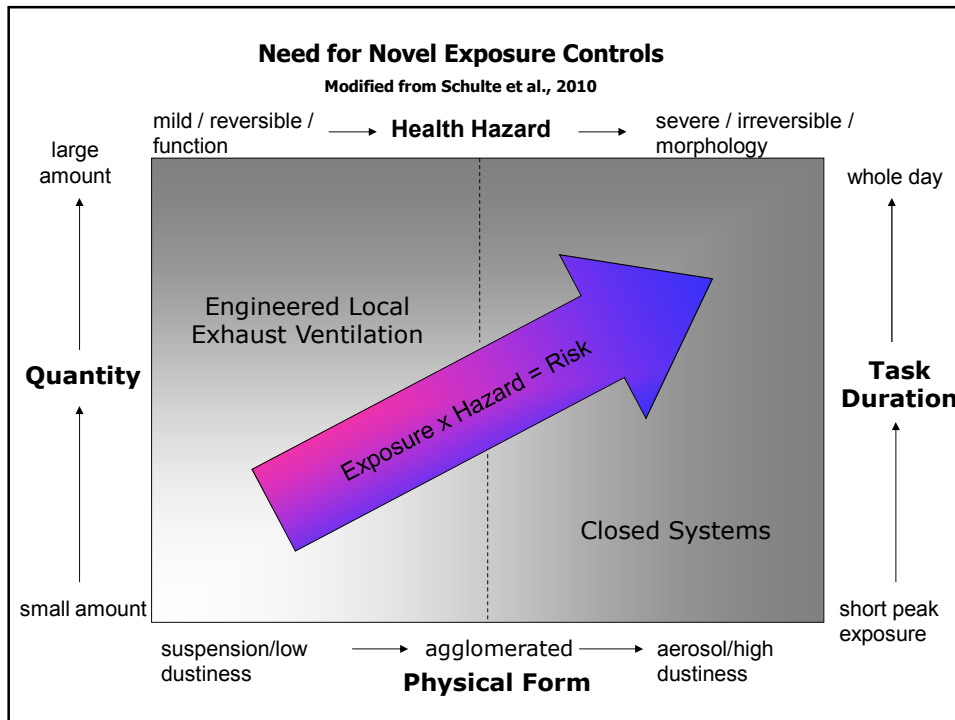 Need for Novel Exposure Controls
Modified from Schulte et al., 2010
mild / reversible /
function
Health Hazard
severe / irreversible /
morphology
large
amount
whole day
Engineered Local
Exhaust Ventilation
Quantity
Exposure x Hazard = Risk
Task
Duration
Closed Systems
small amount
short peak
exposure
suspension/low
dustiness
agglomerated
aerosol/high
dustiness
Physical Form